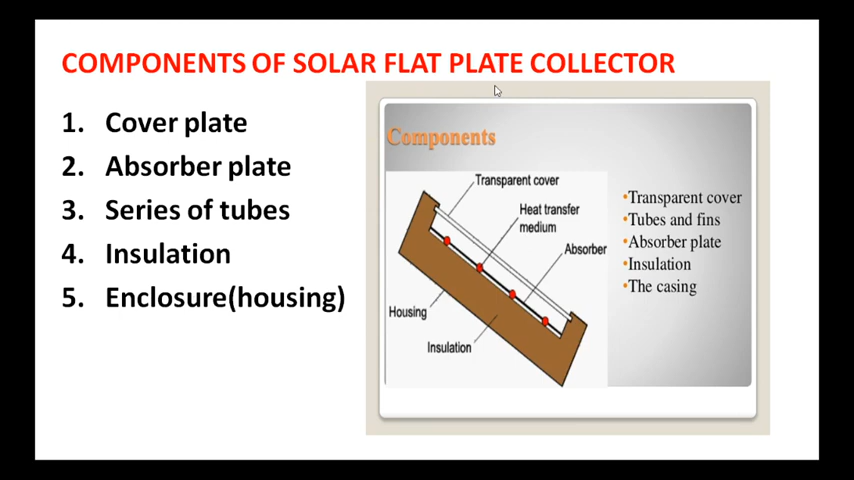 COMPONENTS OF SOLAR FLAT PLATE COLLECTOR
1. Cover plate
2. Absorber plate
3. Series of tubes
4. Insulation
5. Enclosure(housing)
Components
Transparent cover
Heat transfer
medium
Absorber
Housing
Insulation
•Transparent cover
•Tubes and fins
•Absorber plate
•Insulation
•The casing